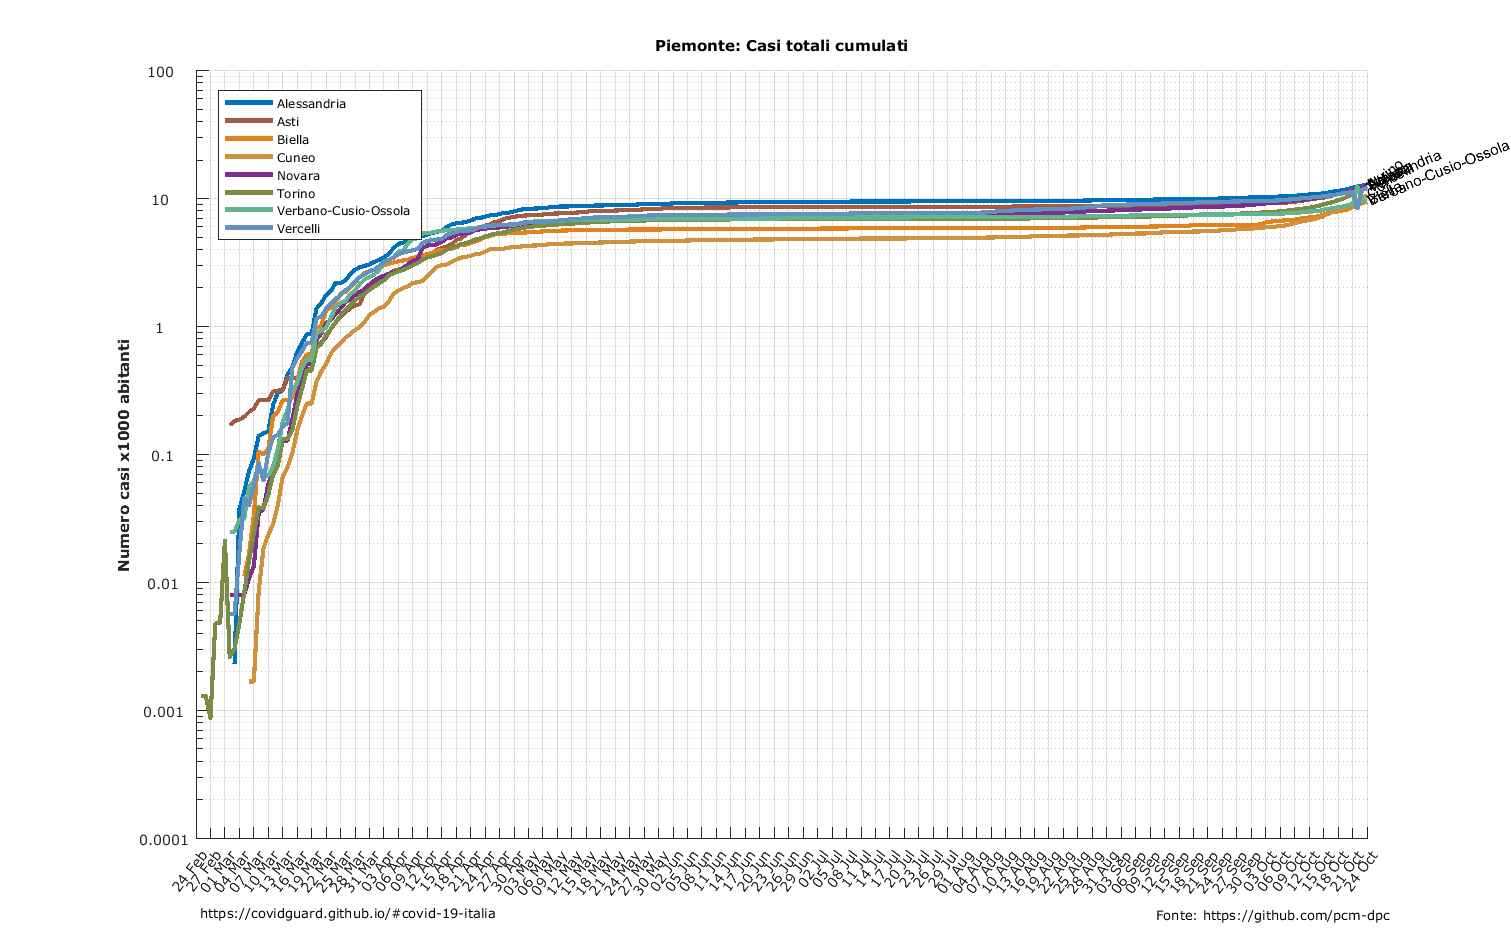 Piemonte: Casi totali cumulati
Numero casi x1000 abitanti
100
10
1
0.1
0.01
0.001
0.0001
Alessandria
Asti
Biella
Cuneo
Novara
Torino
Verbano-Cusio-Ossola
Vercelli
Verbano-Cusio-Ossola
24 Feb
27 Feb
01 Mar
04 Mar
07 Mar
10 Mar
13 Mar
16 Mar
19 Mar
22 Mar
25 Mar
28 Mar
31 Mar
03 Apr
06 Apr
09 Apr
12 Apr
15 Apr
18 Apr
21 Apr
24 Apr
27 Apr
30 Apr
03 May
06 May
09 May
12 May
15 May
18 May
21 May
24 May
27 May
30 May
02 Jun
05 Jun
08 Jun
11 Jun
14 Jun
17 Jun
20 Jun
23 Jun
26 Jun
29 Jun
02 Jul
05 Jul
08 Jul
11 Jul
14 Jul
17 Jul
20 Jul
23 Jul
26 Jul
29 Jul
01 Aug
04 Aug
07 Aug
10 Aug
13 Aug
16 Aug
19 Aug
22 Aug
25 Aug
28 Aug
31 Aug
03 Sep
06 Sep
09 Sep
12 Sep
15 Sep
18 Sep
21 Sep
24 Sep
27 Sep
30 Sep
03 Oct
06 Oct
09 Oct
12 Oct
15 Oct
18 Oct
21 Oct
24 Oct
https://covidguard.github.io/#covid-19-italia
Fonte: https://github.com/pcm-dpc